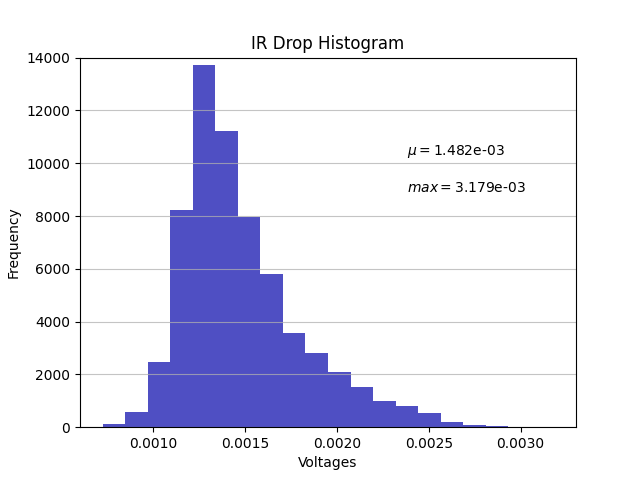 IR Drop Histogram
14000
12000
10000
8000
6000
4000
2000
0
Frequency
μ = 1.482e-03
max = 3.179e-03
0.0010 0.0015 0.0020 0.0025 0.0030
Voltages